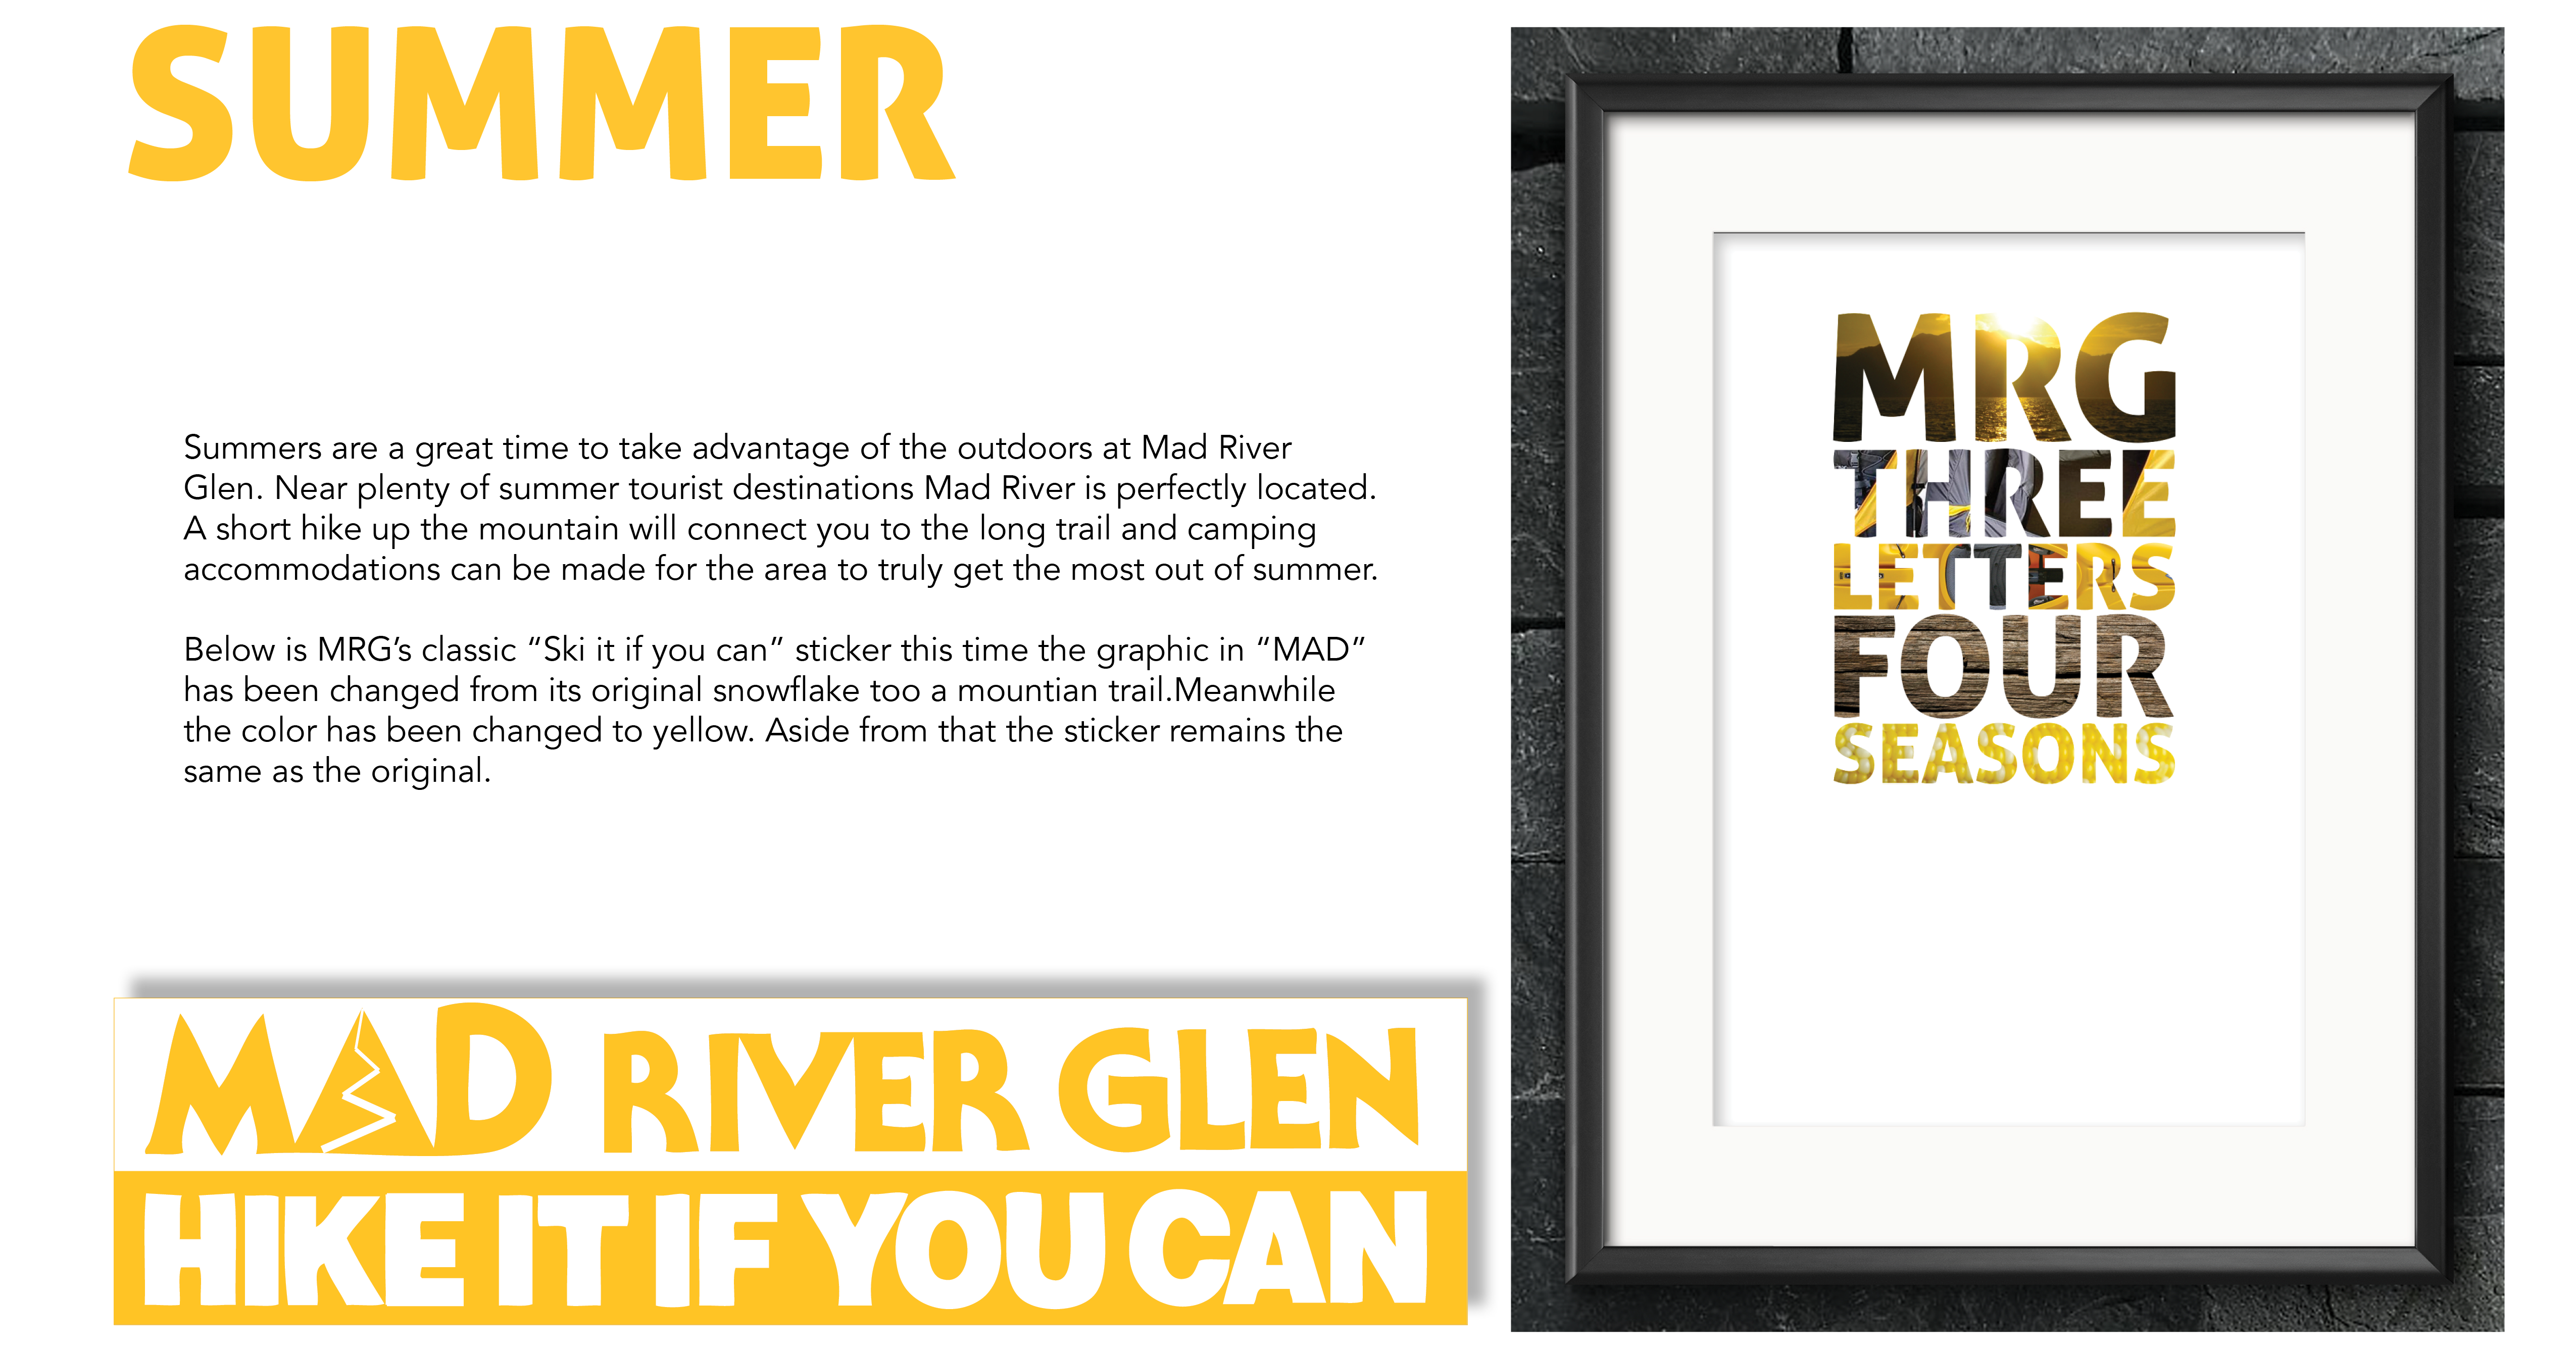 SUMMER
Summers are a great time to take advantage of the outdoors at Mad River
Glen. Near plenty of summer tourist destinations Mad River is perfectly located.
A short hike up the mountain will connect you to the long trail and camping
accommodations can be made for the area to truly get the most out of summer.
Below is MRG’s classic “Ski it if you can” sticker this time the graphic in “MAD”
has been changed from its original snowflake too a mountian trail.Meanwhile
the color has been changed to yellow. Aside from that the sticker remains the
same as the original.
MAD RIVER GLEN
HIKE IT IF YOU CAN
MRG
THREE
LETTERS
FOUR
SEASONS